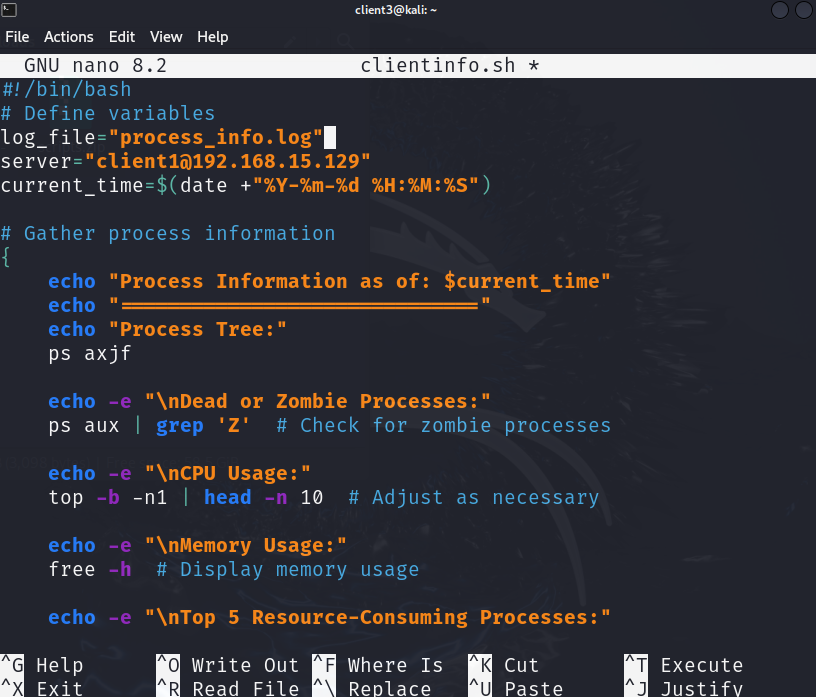 client3@kali: ~
File Actions Edit View Help
GNU nano 8.2 clientinfo.sh *
#!/bin/bash
# Define variables
log_file="process_info.log"
server="client1@192.168.15.129"
current_time=$(date +"%Y-%m-%d %H:%M:%S")
# Gather process information
{
echo "Process Information as of: $current_time"
echo "=============================="
echo "Process Tree:"
ps axjf
echo -e "\nDead or Zombie Processes:"
ps aux | grep 'Z' # Check for zombie processes
echo -e "\nCPU Usage:"
top -b -n1 | head -n 10 # Adjust as necessary
echo -e "\nMemory Usage:"
free -h # Display memory usage
echo -e "\nTop 5 Resource-Consuming Processes:"
^G Help ^O Write Out ^F Where Is ^K Cut ^T Execute
^X Exit ^R Read File ^\ Replace ^U Paste ^J Justify